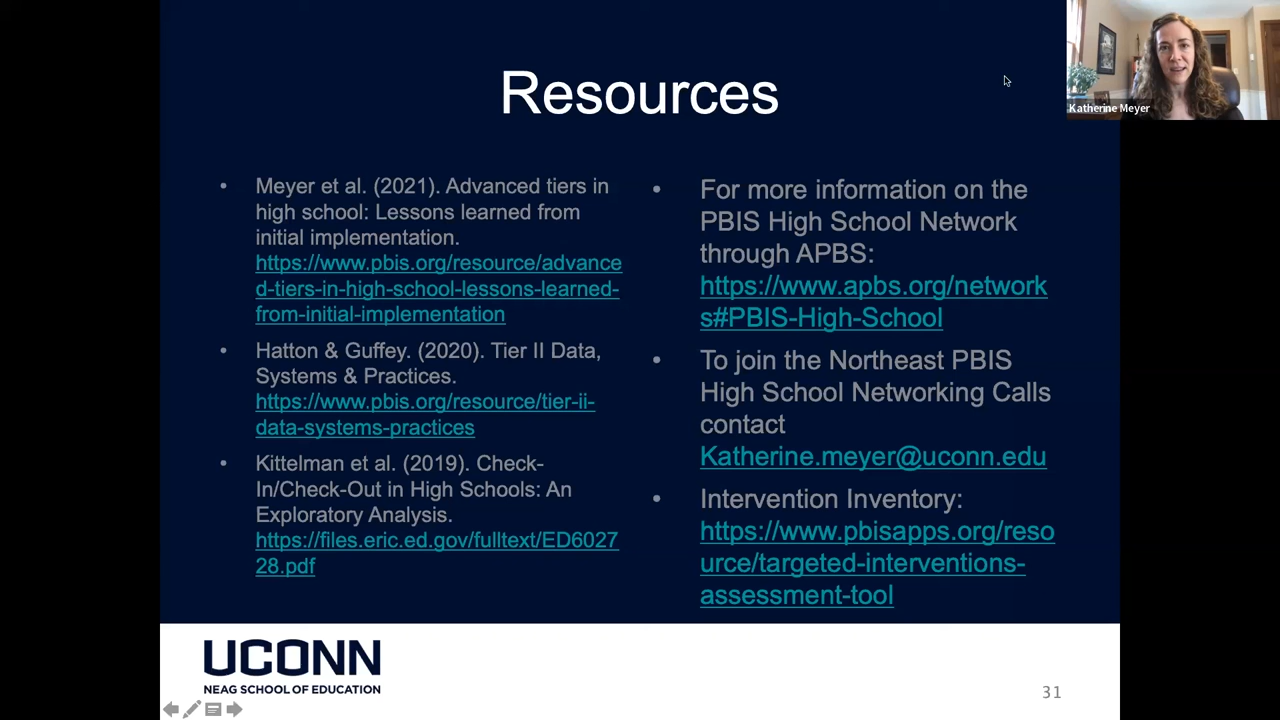 Resources
Katherine Meyer
• Meyer et al. (2021). Advanced tiers in
high school: Lessons learned from
initial implementation.
https://www.pbis.org/resource/advance
d-tiers-in-high-school-lessons-learned-
from-initial-implementation
• Hatton & Guffey. (2020). Tier II Data,
Systems & Practices.
https://www.pbis.org/resource/tier-ii-
data-systems-practices
• Kittelman et al. (2019). Check-
In/Check-Out in High Schools: An
Exploratory Analysis.
https://files.eric.ed.gov/fulltext/ED6027
28.pdf
• For more information on the
PBIS High School Network
through APBS:
https://www.apbs.org/network
s#PBIS-High-School
• To join the Northeast PBIS
High School Networking Calls
contact
Katherine.meyer@uconn.edu
• Intervention Inventory:
https://www.pbisapps.org/reso
urce/targeted-interventions-
assessment-tool
UCONN
NEAG SCHOOL OF EDUCATION
31